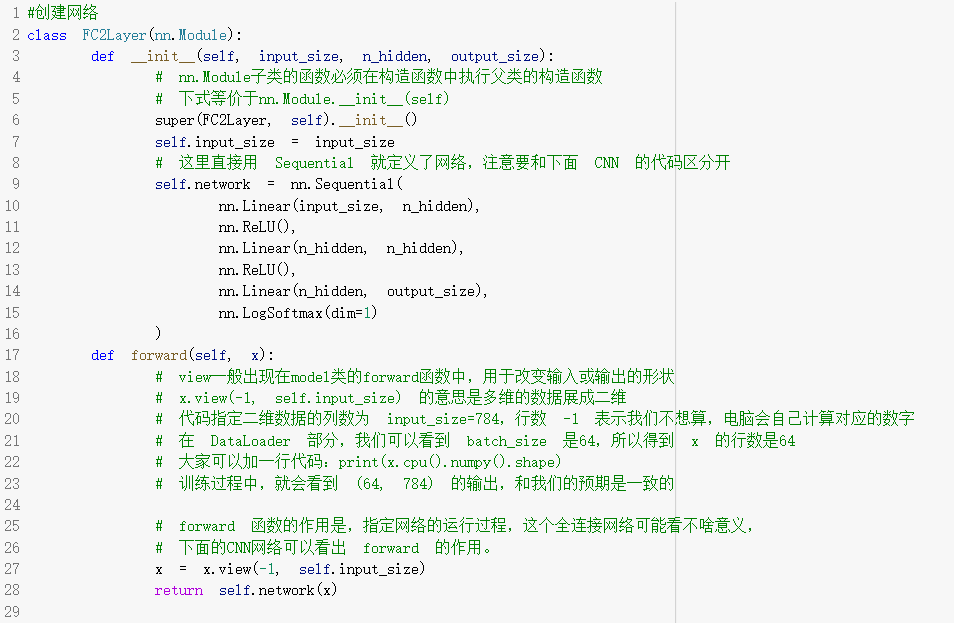 1 #创建网络
2 class FC2Layer(nn.Module):
3 def __init__(self, input_size, n_hidden, output_size):
4 # nn.Module子类的函数必须在构造函数中执行父类的构造函数
5 # 下式等价于nn.Module.__init__(self)
6 super(FC2Layer, self).__init__()
7 self.input_size = input_size
8 # 这里直接用 Sequential 就定义了网络，注意要和下面 CNN 的代码区分开
9 self.network = nn.Sequential(
10 nn.Linear(input_size, n_hidden),
11 nn.ReLU(),
12 nn.Linear(n_hidden, n_hidden),
13 nn.ReLU(),
14 nn.Linear(n_hidden, output_size),
15 nn.LogSoftmax(dim=1)
16 )
17 def forward(self, x):
18 # view一般出现在model类的forward函数中，用于改变输入或输出的形状
19 # x.view(-1, self.input_size) 的意思是多维的数据展成二维
20 # 代码指定二维数据的列数为 input_size=784，行数 -1 表示我们不想算，电脑会自己计算对应的数字
21 # 在 DataLoader 部分，我们可以看到 batch_size 是64，所以得到 x 的行数是64
22 # 大家可以加一行代码：print(x.cpu().numpy().shape)
23 # 训练过程中，就会看到 (64, 784) 的输出，和我们的预期是一致的
24
25 # forward 函数的作用是，指定网络的运行过程，这个全连接网络可能看不啥意义，
26 # 下面的CNN网络可以看出 forward 的作用。
27 x = x.view(-1, self.input_size)
28 return self.network(x)
29